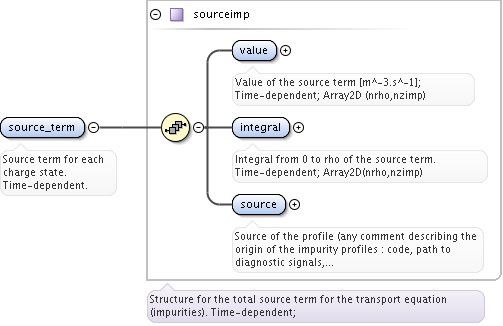 sourceimp
value
Value of the source term [m^-3.s^-1];
Time-dependent; Array2D (nrho,nzimp)
source_term
Source term for each
charge state.
Time-dependent.
integral
Integral from 0 to rho of the source term.
Time-dependent; Array2D(nrho,nzimp)
source
Source of the profile (any comment describing the
origin of the impurity profiles : code, path to
diagnostic signals,...
Structure for the total source term for the transport equation
(impurities). Time-dependent;